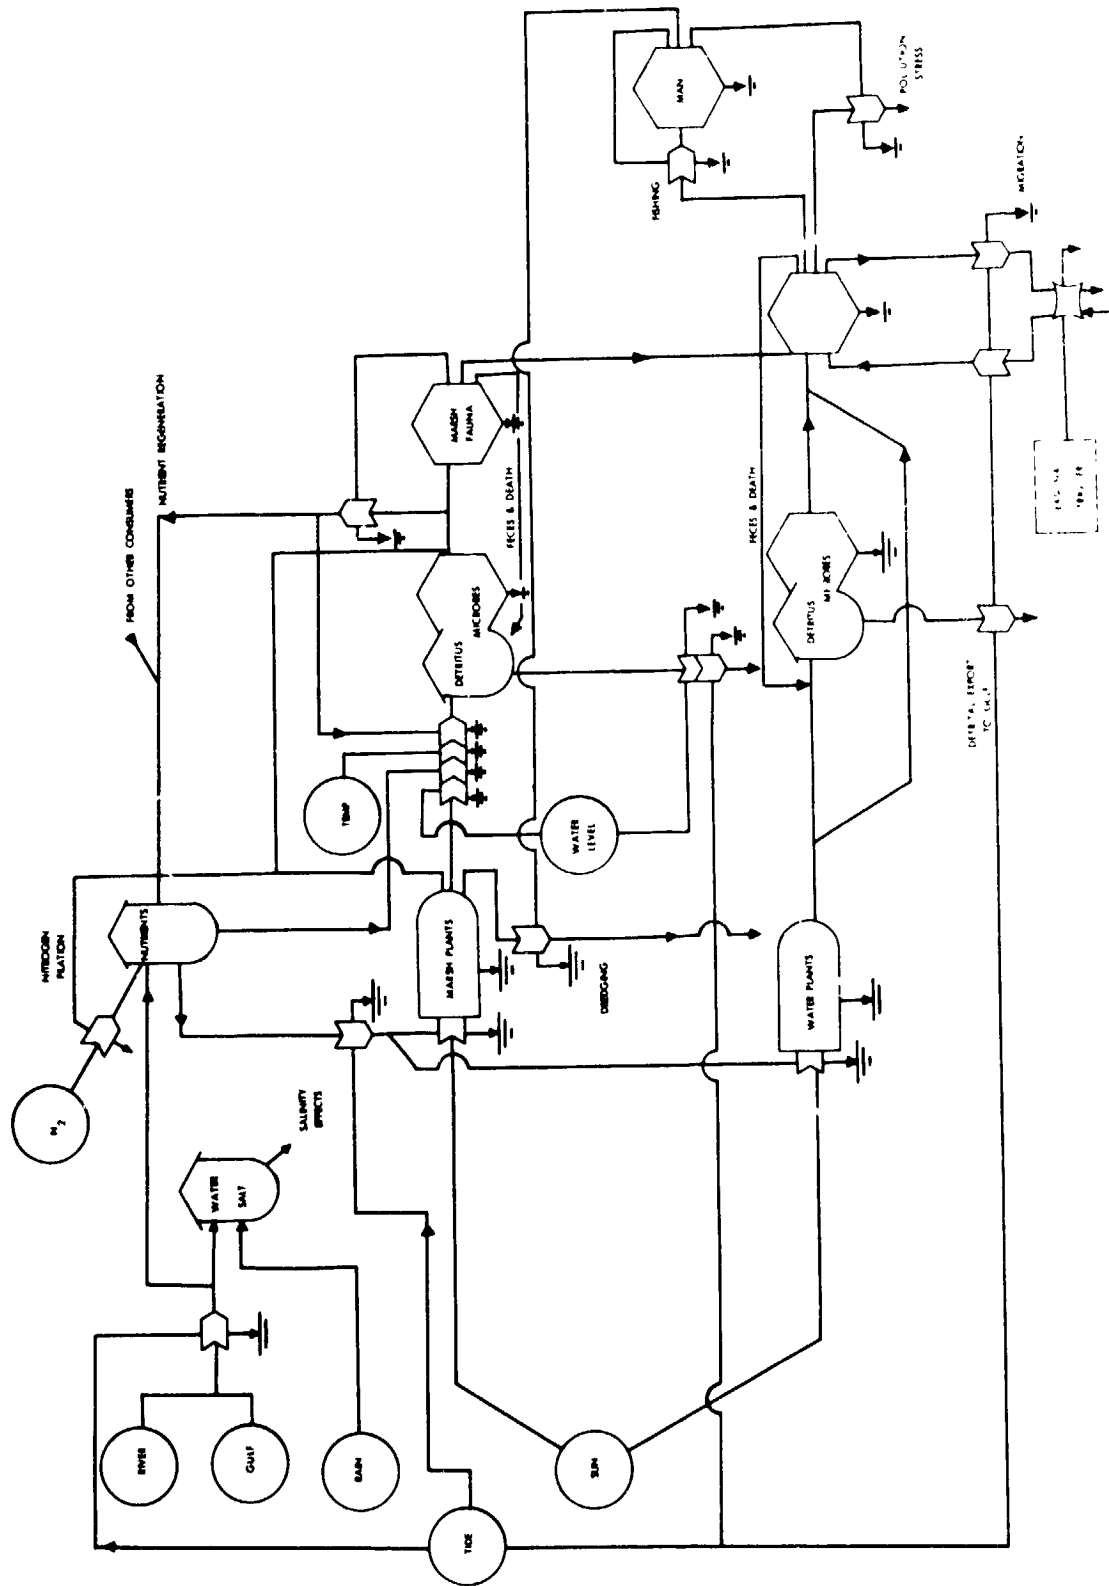 RIVER
GULF
RAIN
TIDE
SUN
N2
WATER
SALT
SALINITY
EFFECTS
NITROGEN
FIXATION
NUTRIENTS
FROM OTHER CONSUMERS
NUTRIENT REGENERATION
TEMP
WATER
LEVEL
MARSH PLANTS
DREDGING
WATER PLANTS
DETRITUS
MICROBES
MARSH
FAUNA
FECES & DEATH
FECES & DEATH
DETRITUS
MICROBES
DETRITAL EXPORT
TO GULF
FISHING
MAN
POLLUTION
STRESS
MIGRATION